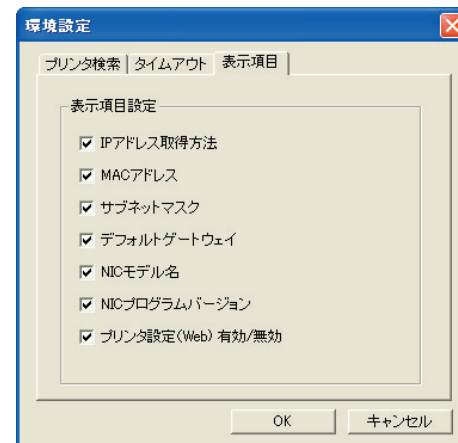 環境設定
プリンタ検索 タイムアウト 表示項目
表示項目設定
IPアドレス取得方法
MACアドレス
サブネットマスク
デフォルトゲートウェイ
NICモデル名
NICプログラムバージョン
プリンタ設定(Web) 有効/無効
OK キャンセル